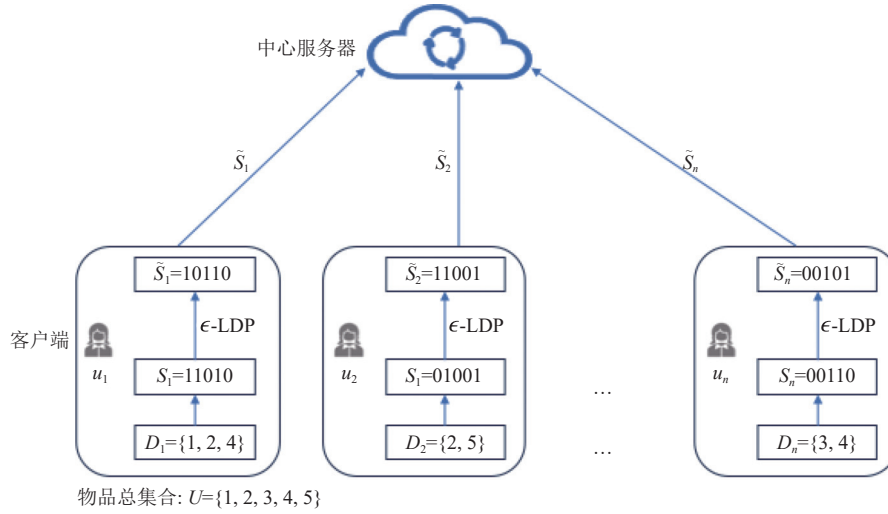 中心服务器
S̃₁
S̃₂
S̃ₙ
S̃₁=10110
S̃₂=11001
S̃ₙ=00101
客户端
ϵ-LDP
ϵ-LDP
ϵ-LDP
u₁
u₂
uₙ
S₁=11010
S₁=01001
...
Sₙ=00110
D₁={1, 2, 4}
D₂={2, 5}
...
Dₙ={3, 4}
物品总集合: U={1, 2, 3, 4, 5}